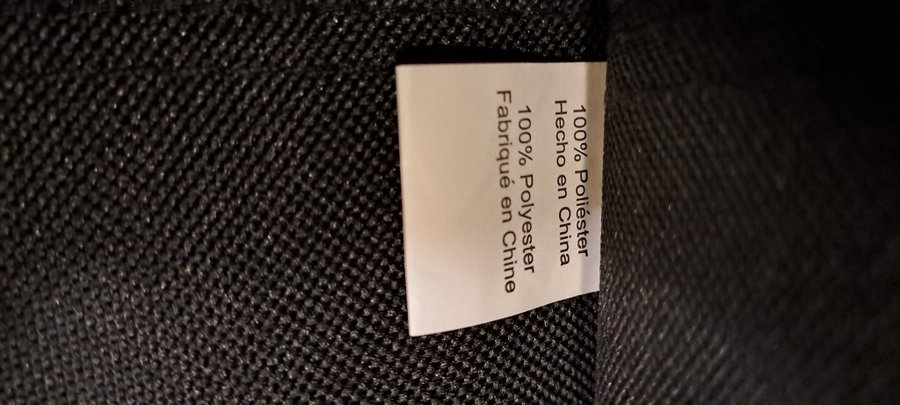 100% Poliéster
Hecho en China
100% Polyester
Fabriqué en Chine